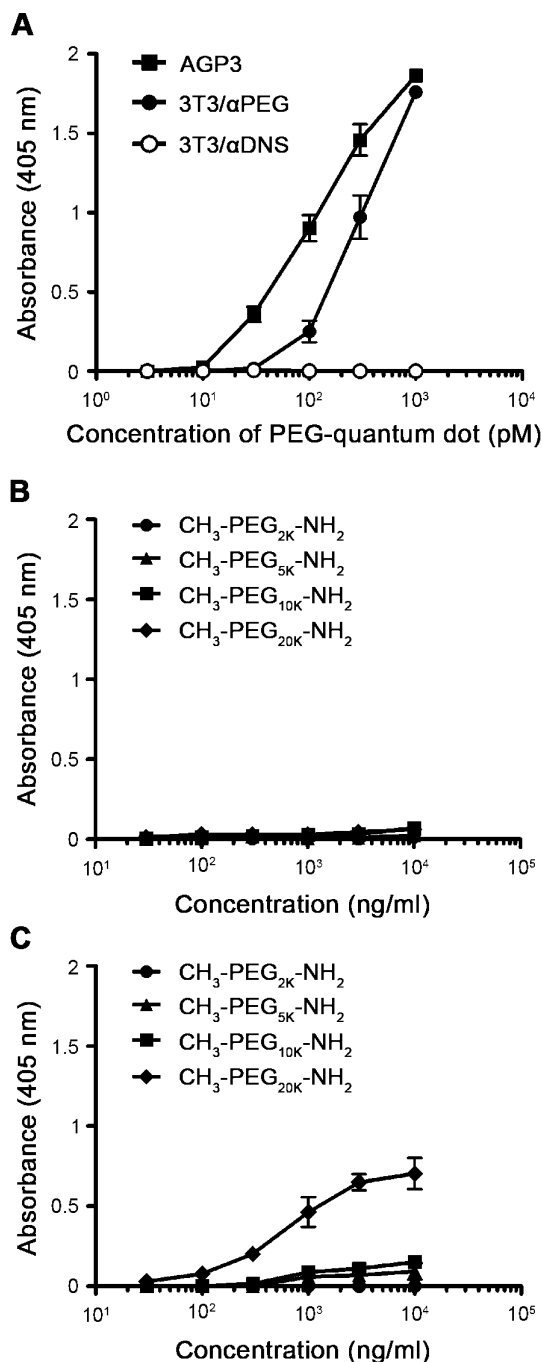 A
AGP3
3T3/αPEG
3T3/αDNS
2
1.5
1
0.5
0
Absorbance (405 nm)
10⁰ 10¹ 10² 10³ 10⁴
Concentration of PEG-quantum dot (pM)
B
CH₃-PEG₂ₖ-NH₂
CH₃-PEG₅ₖ-NH₂
CH₃-PEG₁₀ₖ-NH₂
CH₃-PEG₂₀ₖ-NH₂
2
1.5
1
0.5
0
Absorbance (405 nm)
10¹ 10² 10³ 10⁴ 10⁵
Concentration (ng/ml)
C
CH₃-PEG₂ₖ-NH₂
CH₃-PEG₅ₖ-NH₂
CH₃-PEG₁₀ₖ-NH₂
CH₃-PEG₂₀ₖ-NH₂
2
1.5
1
0.5
0
Absorbance (405 nm)
10¹ 10² 10³ 10⁴ 10⁵
Concentration (ng/ml)